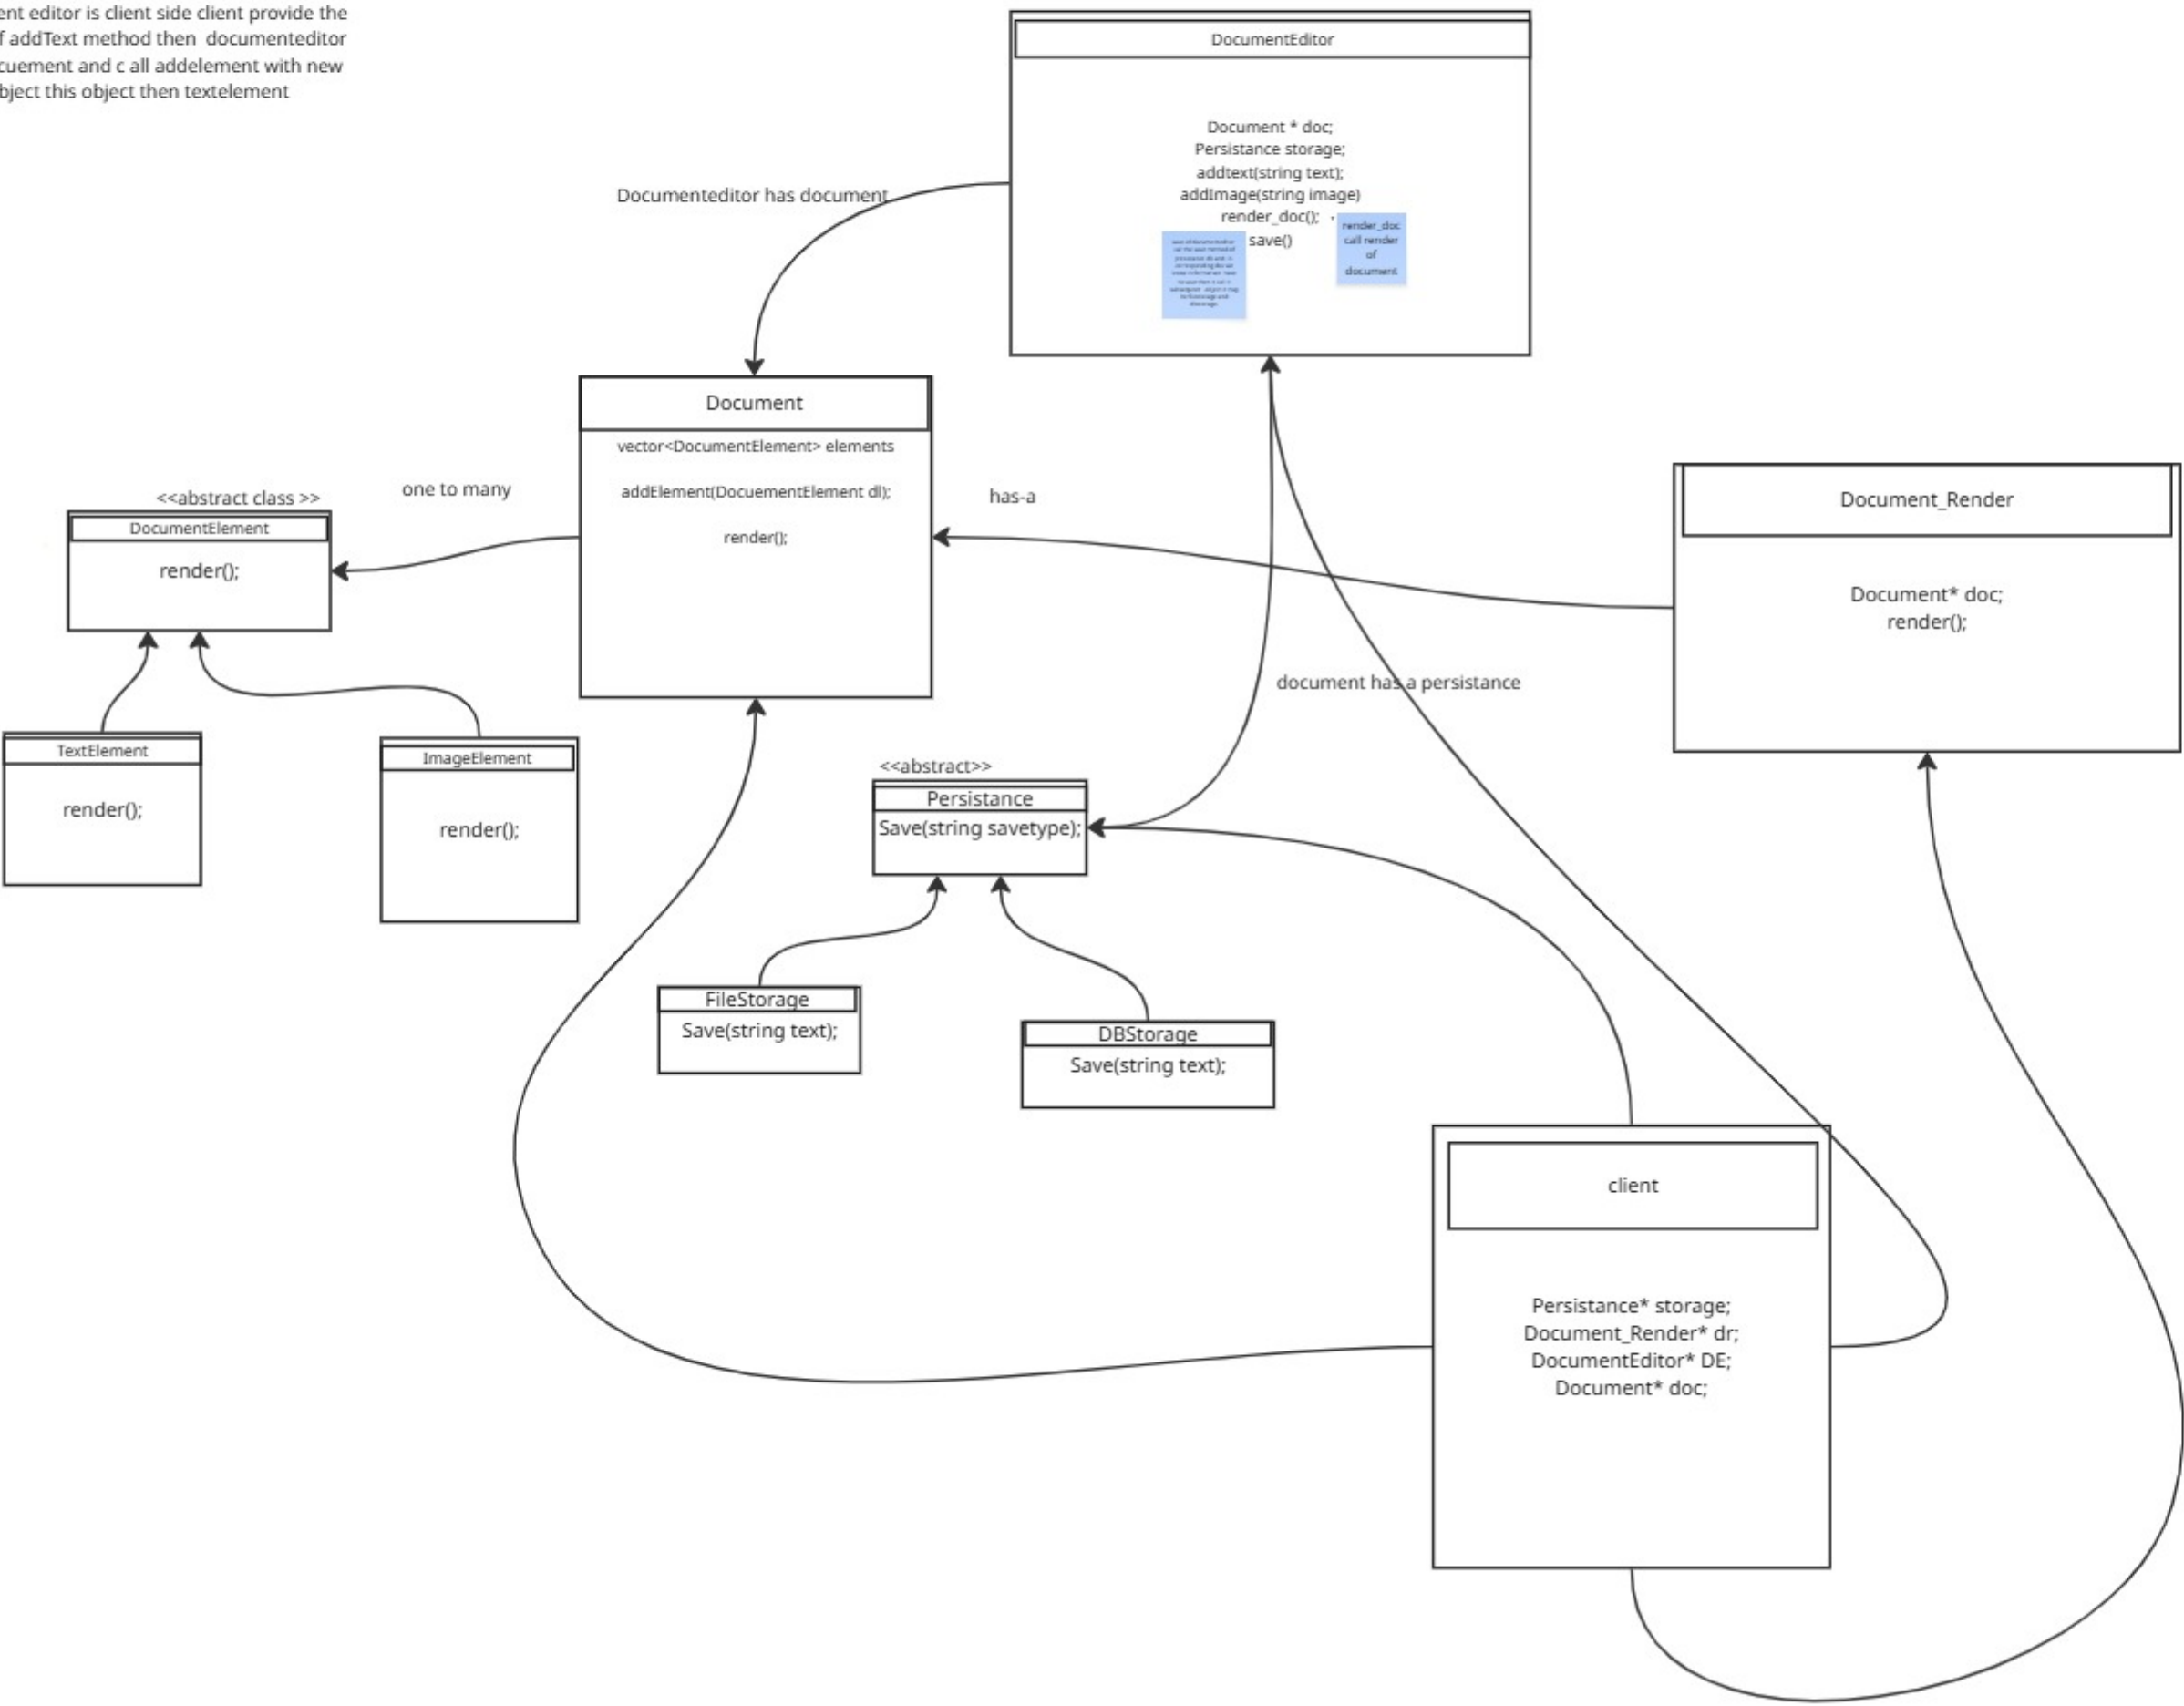 ent editor is client side client provide the
f addText method then documenteditor
cuement and c all addelement with new
bject this object then textelement
DocumentEditor
Document * doc;
Persistance storage;
addtext(string text);
addImage(string image)
render_doc();
save()
render_doc
call render
of
document
Documenteditor has document
Document
vector<DocumentElement> elements
addElement(DocuementElement dl);
render();
one to many
<<abstract class >>
DocumentElement
render();
has-a
Document_Render
Document* doc;
render();
TextElement
render();
ImageElement
render();
document has a persistance
<<abstract>>
Persistance
Save(string savetype);
FileStorage
Save(string text);
DBStorage
Save(string text);
client
Persistance* storage;
Document_Render* dr;
DocumentEditor* DE;
Document* doc;